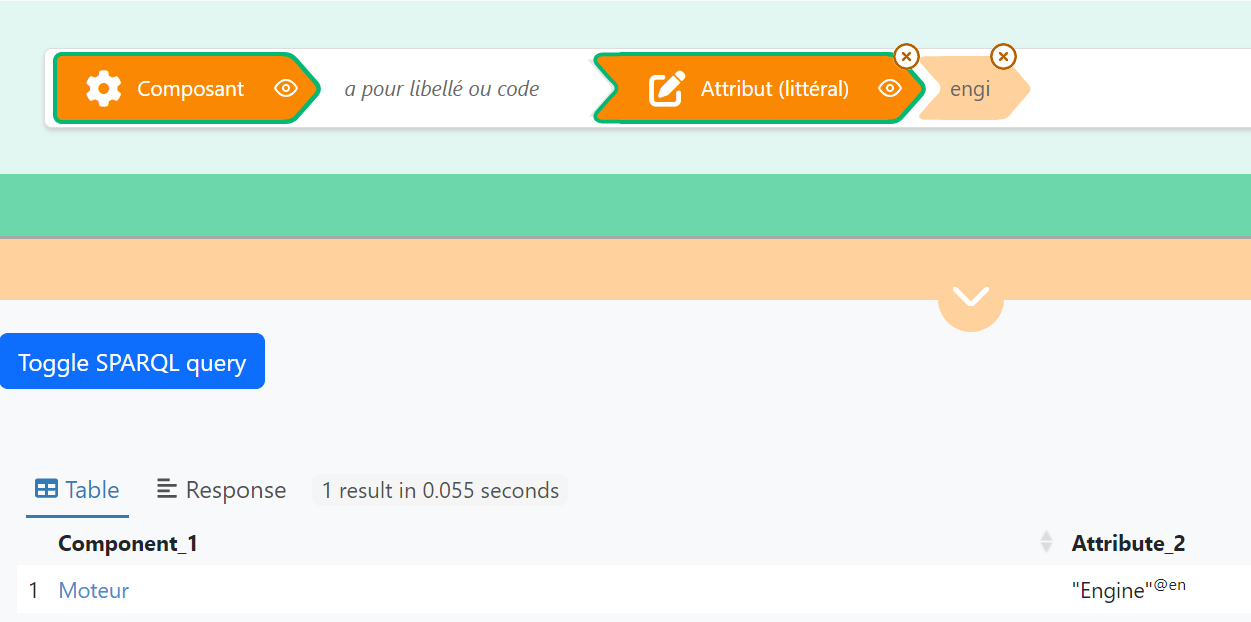 Composant a pour libellé ou code Attribut (littéral) engi
Toggle SPARQL query
Table Response 1 result in 0.055 seconds
Component_1 Attribute_2
1 Moteur "Engine"@en